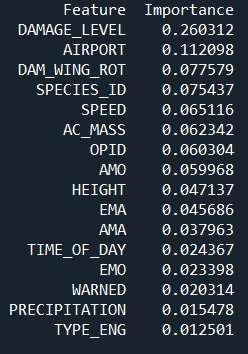 Feature Importance
DAMAGE_LEVEL 0.260312
AIRPORT 0.112098
DAM_WING_ROT 0.077579
SPECIES_ID 0.075437
SPEED 0.065116
AC_MASS 0.062342
OPID 0.060304
AMO 0.059968
HEIGHT 0.047137
EMA 0.045686
AMA 0.037963
TIME_OF_DAY 0.024367
EMO 0.023398
WARNED 0.020314
PRECIPITATION 0.015478
TYPE_ENG 0.012501